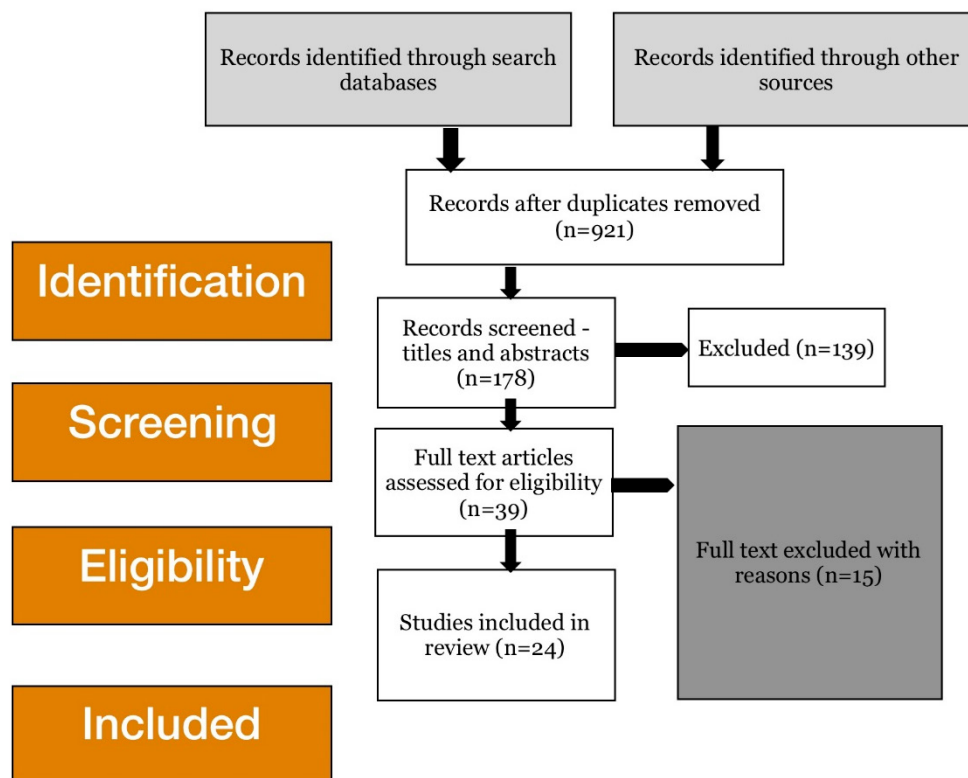 Records identified through search
databases
Records identified through other
sources
Records after duplicates removed
(n=921)
Identification
Records screened -
titles and abstracts
(n=178)
Excluded (n=139)
Screening
Full text articles
assessed for eligibility
(n=39)
Full text excluded with
reasons (n=15)
Eligibility
Studies included in
review (n=24)
Included